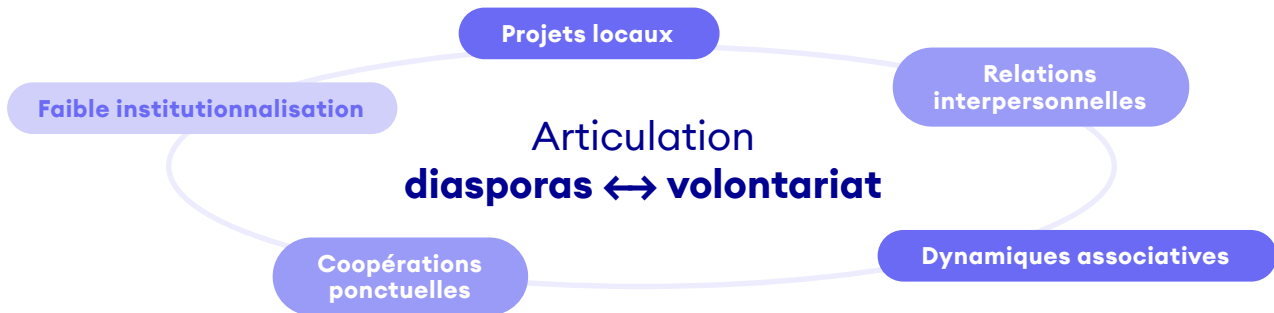 Projets locaux
Relations
interpersonnelles
Faible institutionnalisation
Articulation
diasporas ↔ volontariat
Dynamiques associatives
Coopérations
ponctuelles